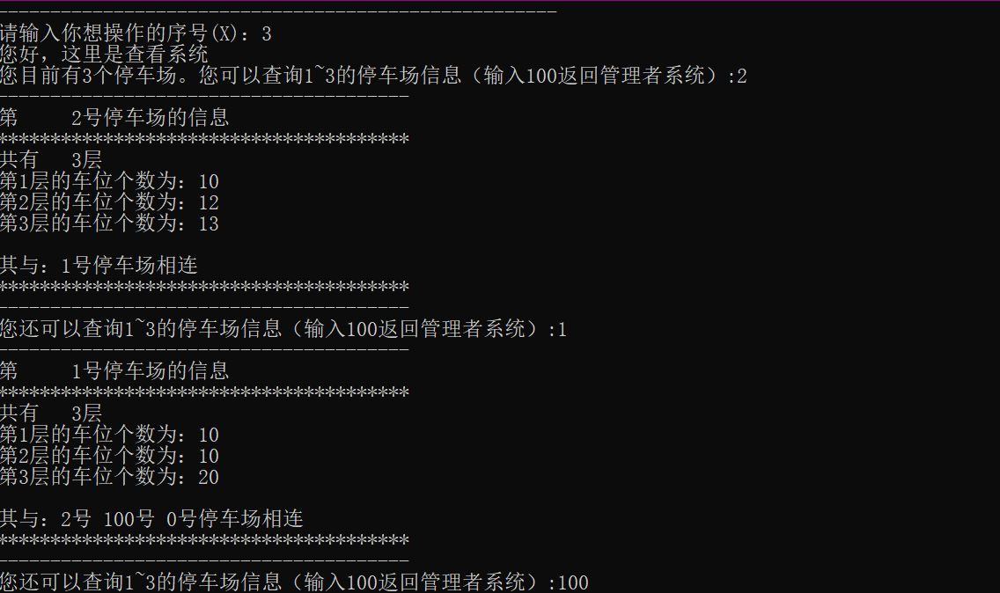 -----------------------------------------------------
请输入你想操作的序号(X): 3
您好，这里是查看系统
您目前有3个停车场。您可以查询1~3的停车场信息（输入100返回管理者系统）:2
---------------------------------------
第     2号停车场的信息
***************************************
共有   3层
第1层的车位个数为: 10
第2层的车位个数为: 12
第3层的车位个数为: 13
其与: 1号停车场相连
***************************************
---------------------------------------
您还可以查询1~3的停车场信息（输入100返回管理者系统）:1
---------------------------------------
第     1号停车场的信息
***************************************
共有   3层
第1层的车位个数为: 10
第2层的车位个数为: 10
第3层的车位个数为: 20
其与: 2号 100号 0号停车场相连
***************************************
---------------------------------------
您还可以查询1~3的停车场信息（输入100返回管理者系统）:100